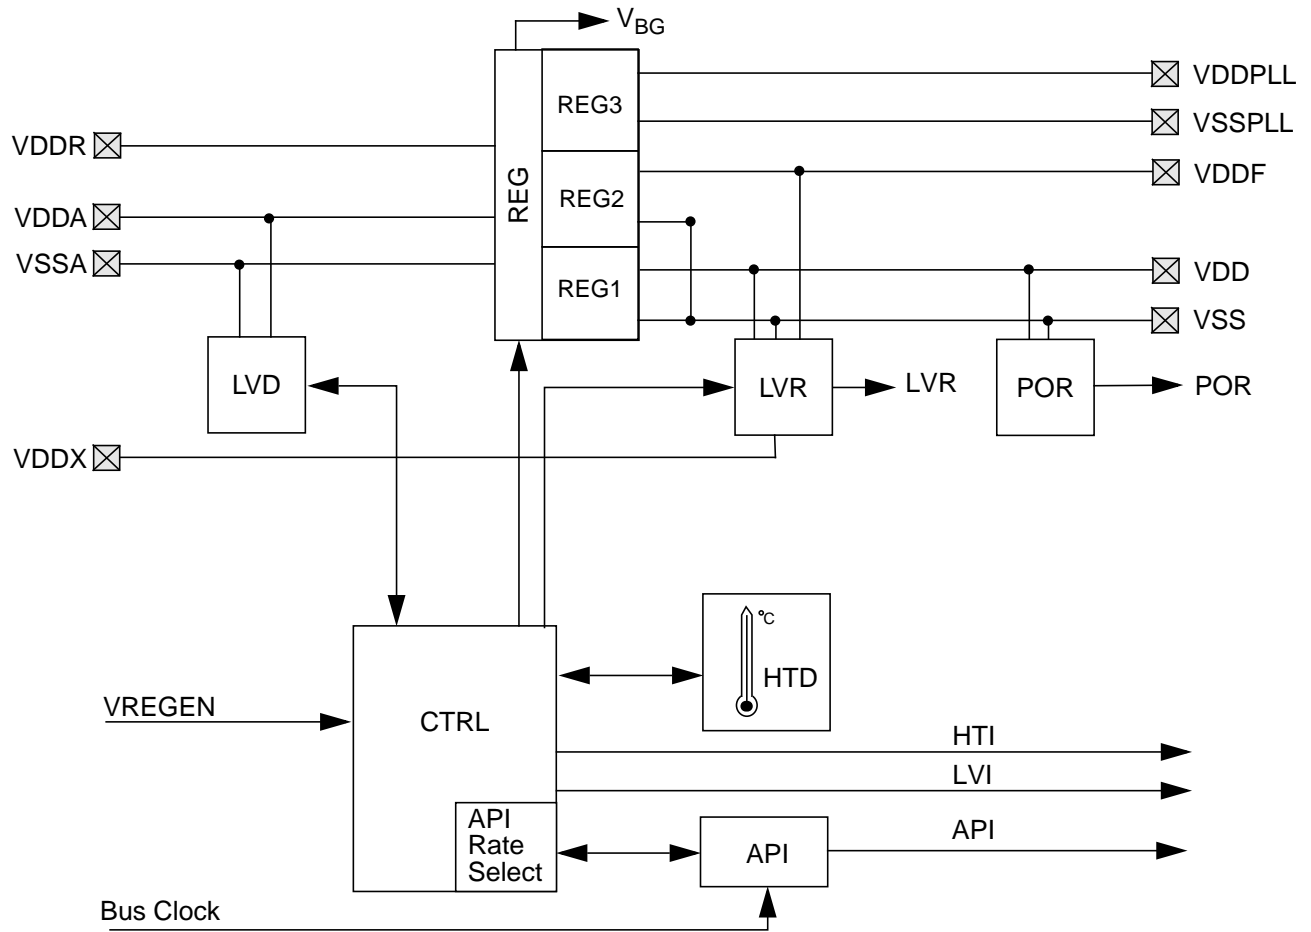 VBG
REG3
VDDPLL
VSSPLL
VDDR
REG
VDDF
REG2
VDDA
VSSA
VDD
REG1
VSS
LVD
LVR
LVR
POR
POR
VDDX
°C
HTD
VREGEN
CTRL
HTI
LVI
API
Rate
Select
API
API
Bus Clock